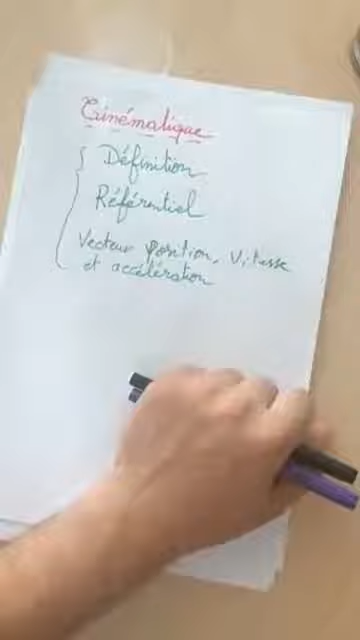 Cinématique
Définition
Référentiel
Vecteur position, Vitesse
et accélération